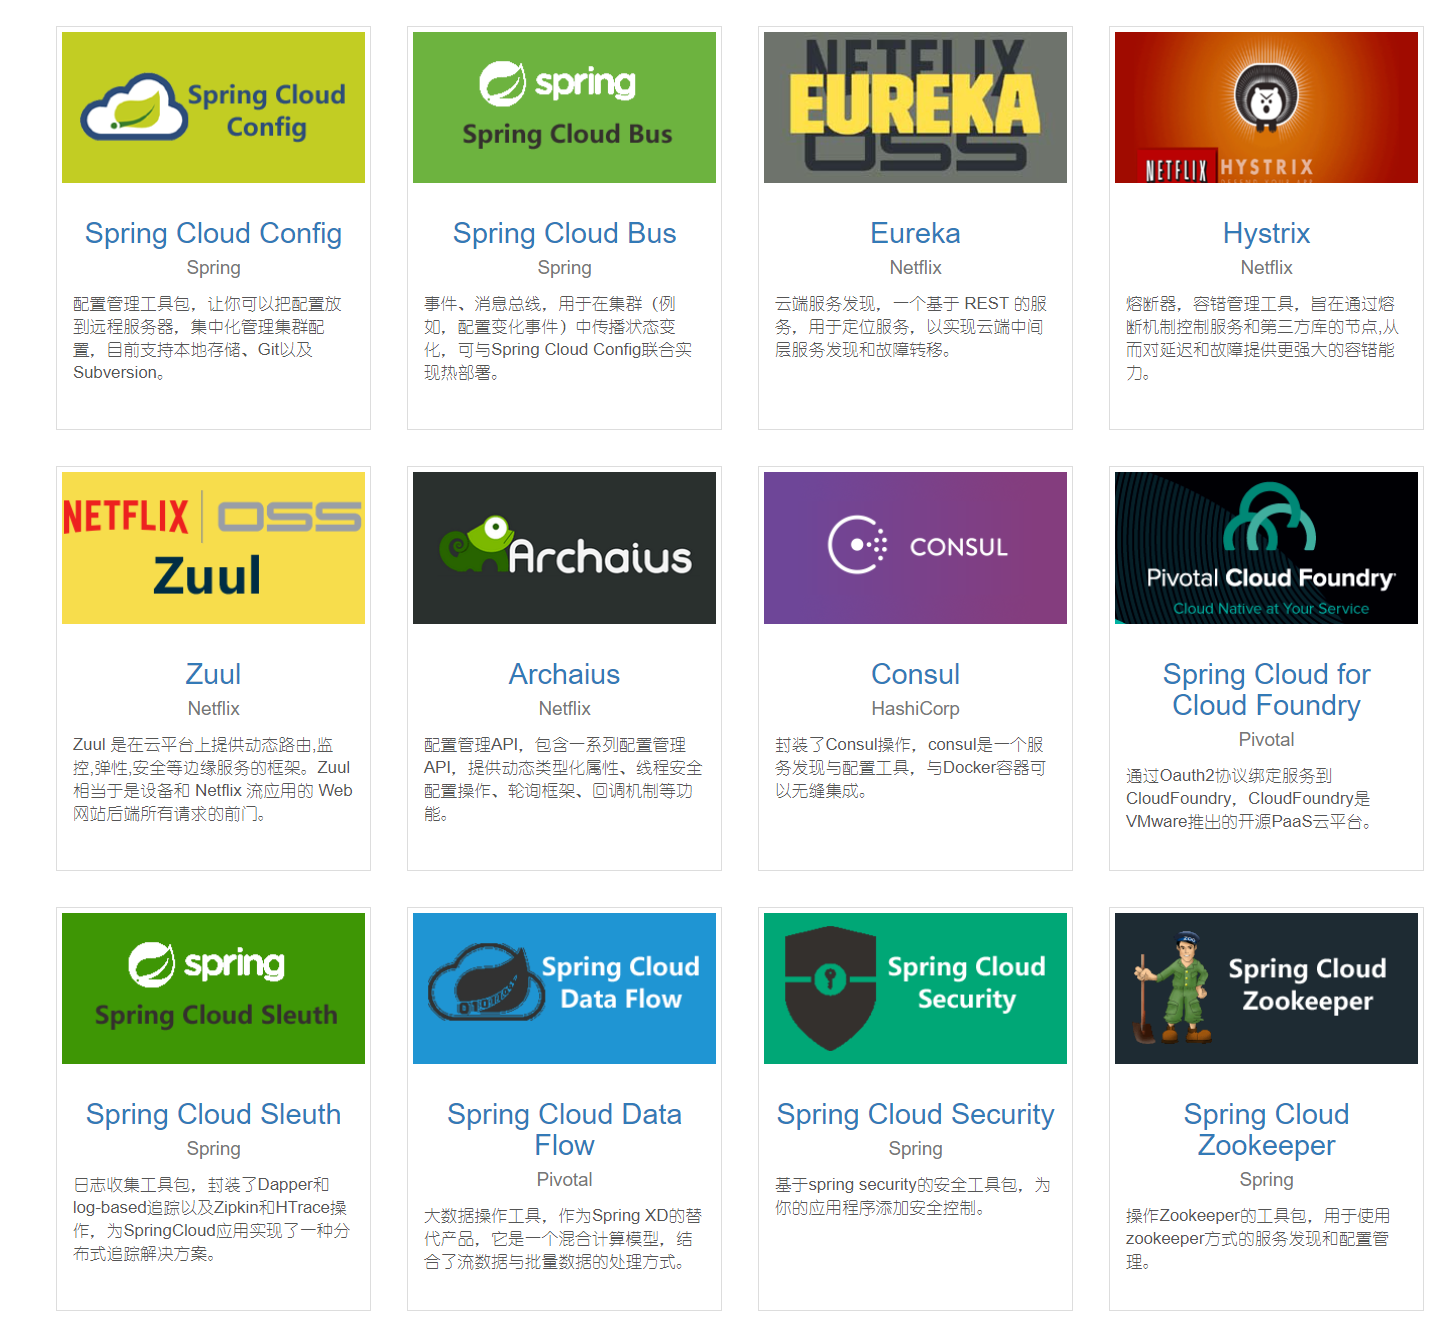 Spring Cloud
Config
Spring Cloud Config
Spring
配置管理工具包，让你可以把配置放
到远程服务器，集中化管理集群配
置，目前支持本地存储、Git以及
Subversion。
spring
Spring Cloud Bus
Spring Cloud Bus
Spring
事件、消息总线，用于在集群（例
如，配置变化事件）中传播状态变
化，可与Spring Cloud Config联合实
现热部署。
NETFLIX
EUREKA
OSS
Eureka
Netflix
云端服务发现，一个基于 REST 的服
务，用于定位服务，以实现云端中间
层服务发现和故障转移。
NETFLIX HYSTRIX
Hystrix
Netflix
熔断器，容错管理工具，旨在通过熔
断机制控制服务和第三方库的节点,从
而对延迟和故障提供更强大的容错能
力。
NETFLIX OSS
Zuul
Zuul
Netflix
Zuul 是在云平台上提供动态路由,监
控,弹性,安全等边缘服务的框架。Zuul
相当于是设备和 Netflix 流应用的 Web
网站后端所有请求的前门。
Archaius
Archaius
Netflix
配置管理API，包含一系列配置管理
API，提供动态类型化属性、线程安全
配置操作、轮询框架、回调机制等功
能。
CONSUL
Consul
HashiCorp
封装了Consul操作，consul是一个服
务发现与配置工具，与Docker容器可
以无缝集成。
Pivotal Cloud Foundry
Cloud Native at Your Service
Spring Cloud for
Cloud Foundry
Pivotal
通过Oauth2协议绑定服务到
CloudFoundry，CloudFoundry是
VMware推出的开源PaaS云平台。
spring
Spring Cloud Sleuth
Spring Cloud Sleuth
Spring
日志收集工具包，封装了Dapper和
log-based追踪以及Zipkin和HTrace操
作，为SpringCloud应用实现了一种分
布式追踪解决方案。
Spring Cloud
Data Flow
Spring Cloud Data
Flow
Pivotal
大数据操作工具，作为Spring XD的替
代产品，它是一个混合计算模型，结
合了流数据与批量数据的处理方式。
Spring Cloud
Security
Spring Cloud Security
Spring
基于spring security的安全工具包，为
你的应用程序添加安全控制。
ZOO
Spring Cloud
Zookeeper
Spring Cloud
Zookeeper
Spring
操作Zookeeper的工具包，用于使用
zookeeper方式的服务发现和配置管
理。